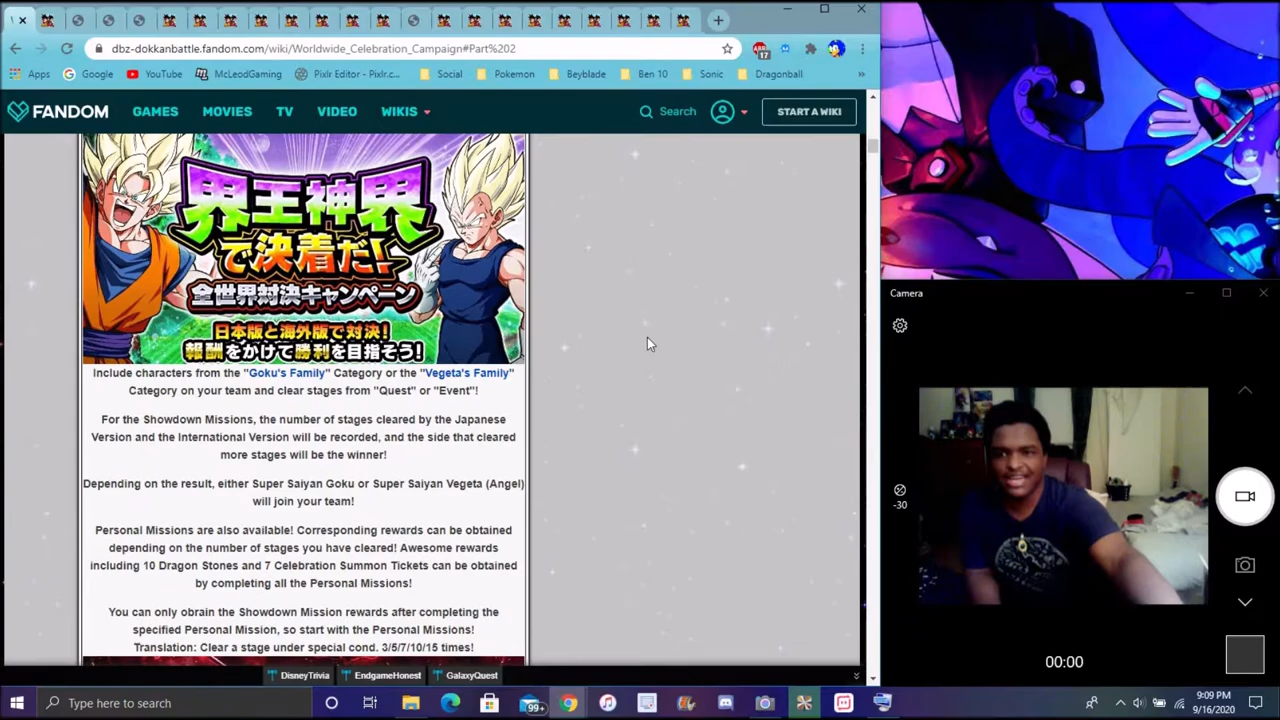 dbz-dokkanbattle.fandom.com/wiki/Worldwide_Celebration_Campaign#Part%202
ABP
17
Apps
Google
YouTube
McLeodGaming
Pixlr Editor - Pixlr.c...
Social
Pokemon
Beyblade
Ben 10
Sonic
Dragonball
»
FANDOM
GAMES
MOVIES
TV
VIDEO
WIKIS
Search
START A WIKI
界王神界
で決着だ!
全世界対決キャンペーン
日本版と海外版で対決!
報酬をかけて勝利を目指そう!
Include characters from the "Goku's Family" Category or the "Vegeta's Family"
Category on your team and clear stages from "Quest" or "Event"!
For the Showdown Missions, the number of stages cleared by the Japanese
Version and the International Version will be recorded, and the side that cleared
more stages will be the winner!
Depending on the result, either Super Saiyan Goku or Super Saiyan Vegeta (Angel)
will join your team!
Personal Missions are also available! Corresponding rewards can be obtained
depending on the number of stages you have cleared! Awesome rewards
including 10 Dragon Stones and 7 Celebration Summon Tickets can be obtained
by completing all the Personal Missions!
You can only obrain the Showdown Mission rewards after completing the
specified Personal Mission, so start with the Personal Missions!
Translation: Clear a stage under special cond. 3/5/7/10/15 times!
DisneyTrivia
EndgameHonest
GalaxyQuest
Camera
-30
00:00
Type here to search
99+
9:09 PM
9/16/2020